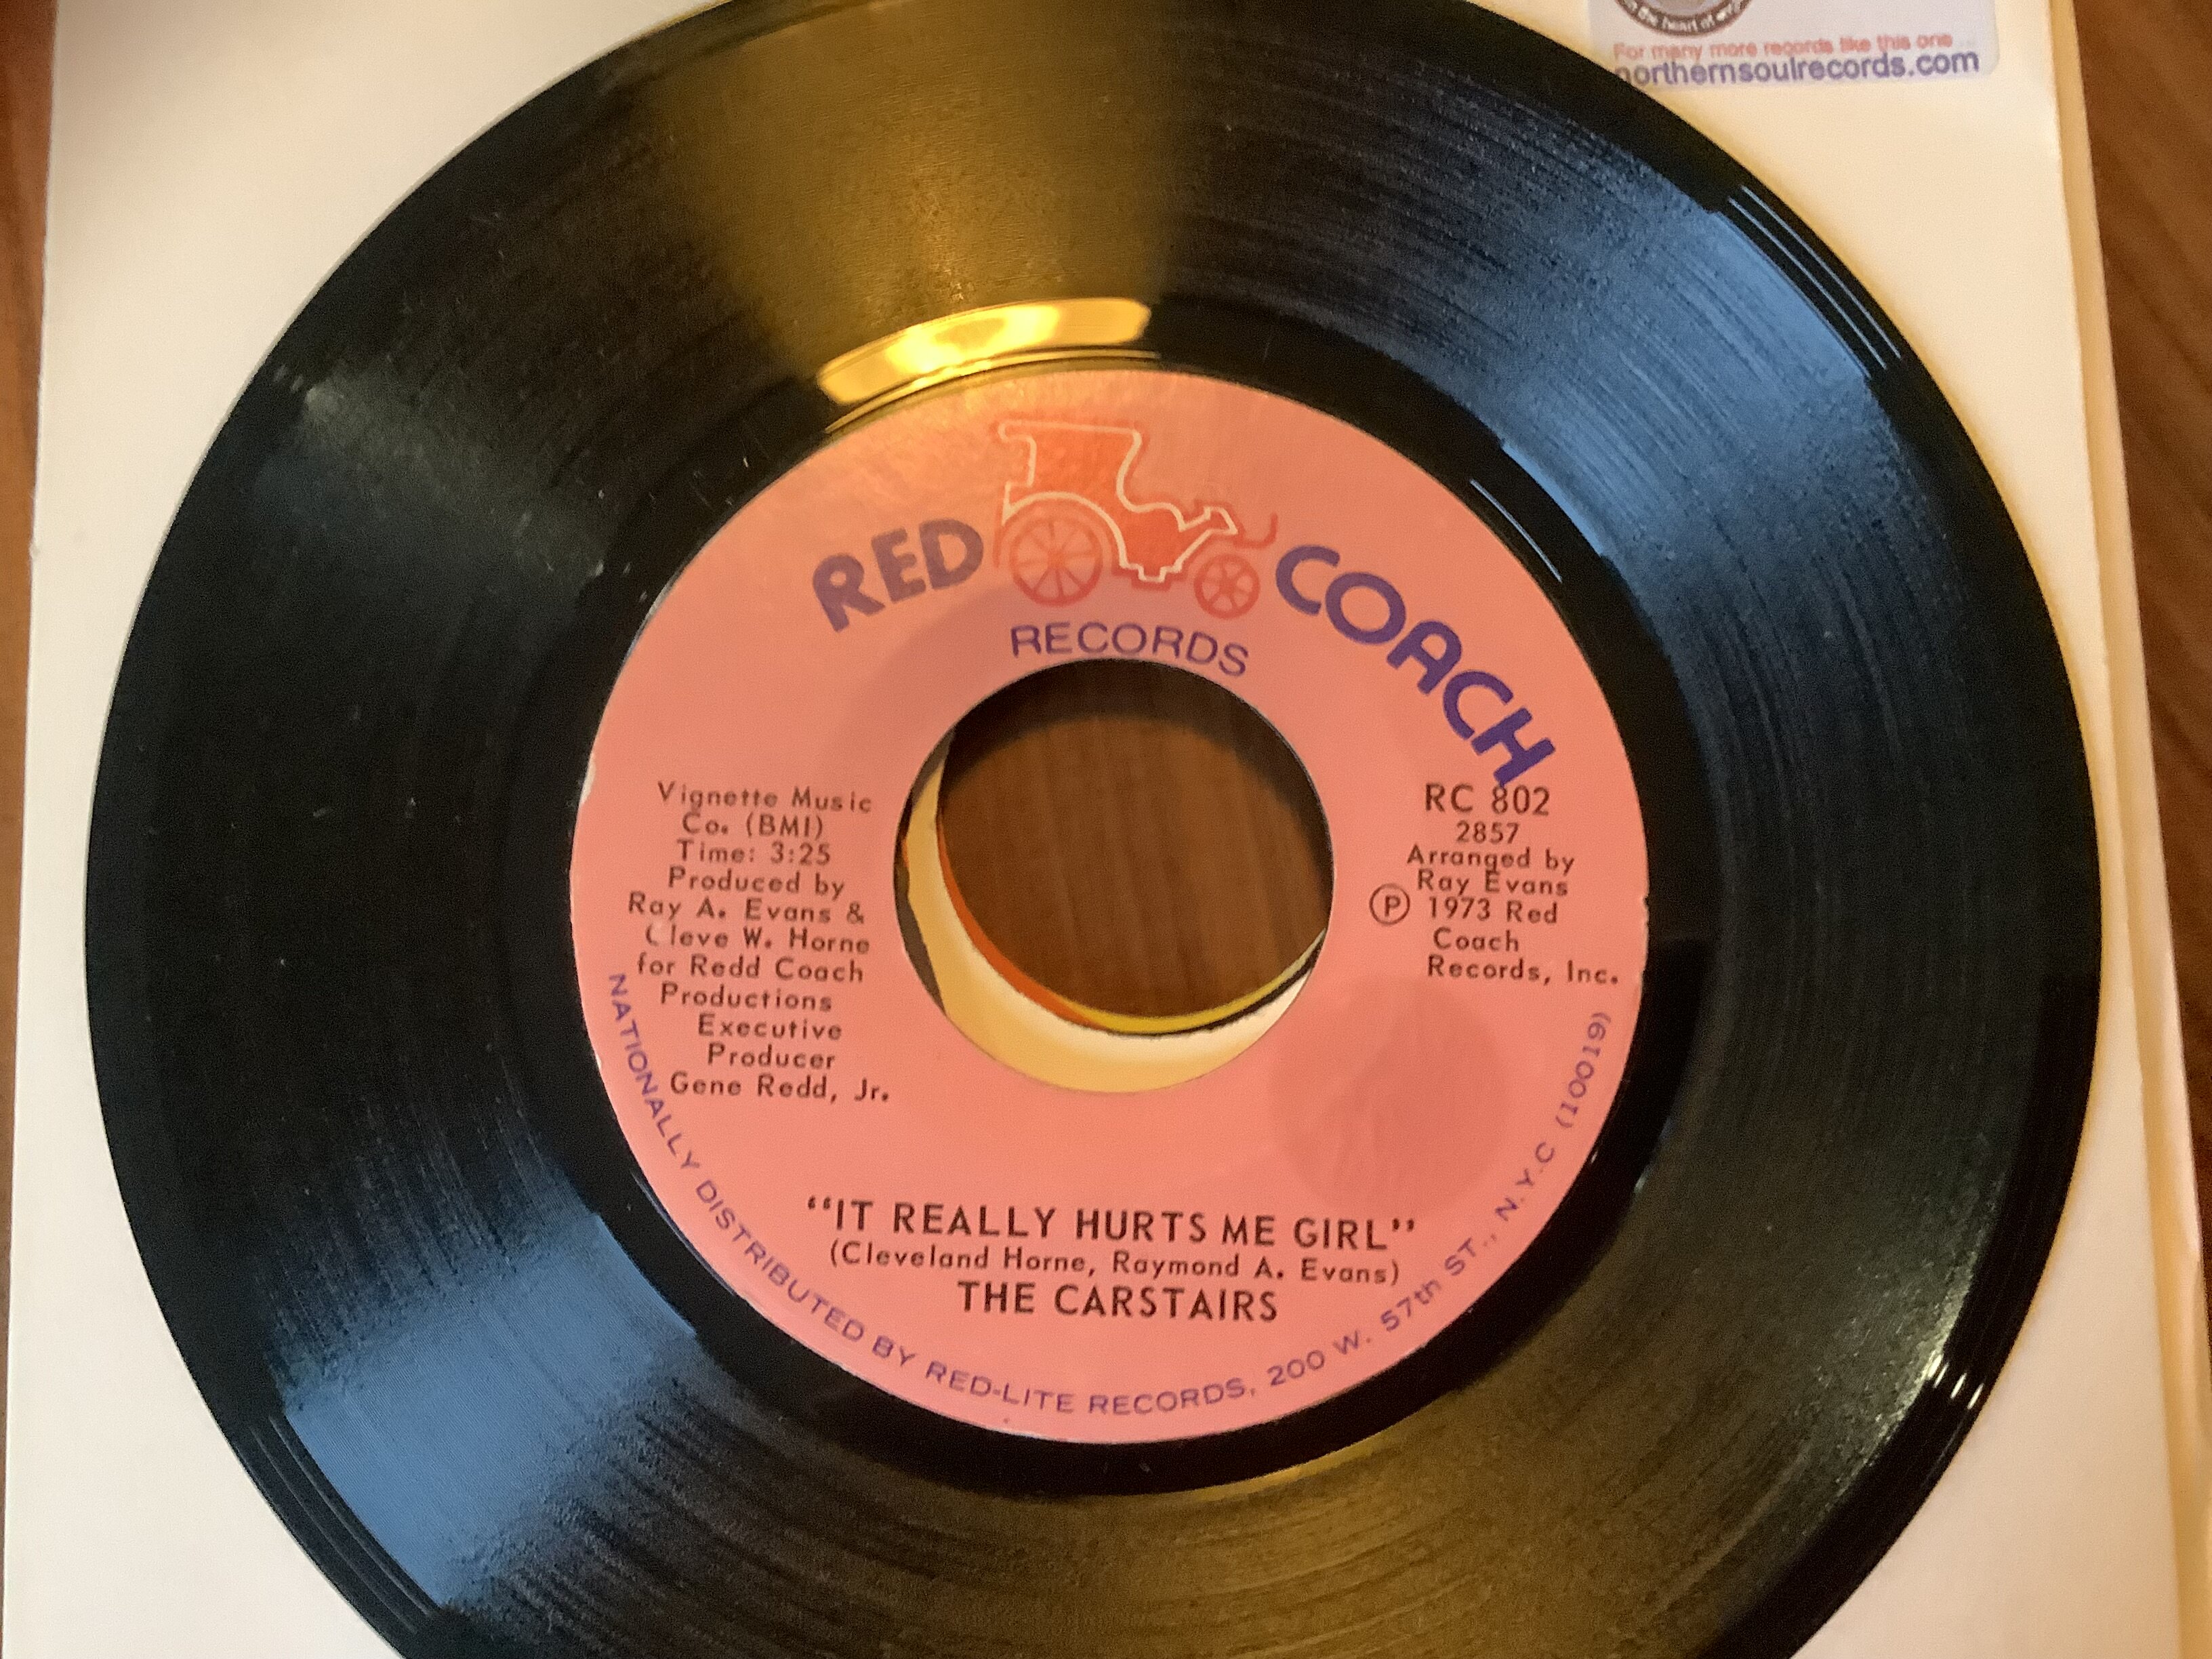 the heart of
For many more records like this one
northernsoulrecords.com
RED COACH
RECORDS
Vignette Music
Co. (BMI)
Time: 3:25
Produced by
Ray A. Evans &
Cleve W. Horne
for Redd Coach
Productions
Executive
Producer
Gene Redd, Jr.
RC 802
2857
Arranged by
Ray Evans
Ⓟ 1973 Red
Coach
Records, Inc.
“IT REALLY HURTS ME GIRL”
(Cleveland Horne, Raymond A. Evans)
THE CARSTAIRS
NATIONALLY DISTRIBUTED BY RED-LITE RECORDS, 200 W. 57th ST., N.Y.C (10019)